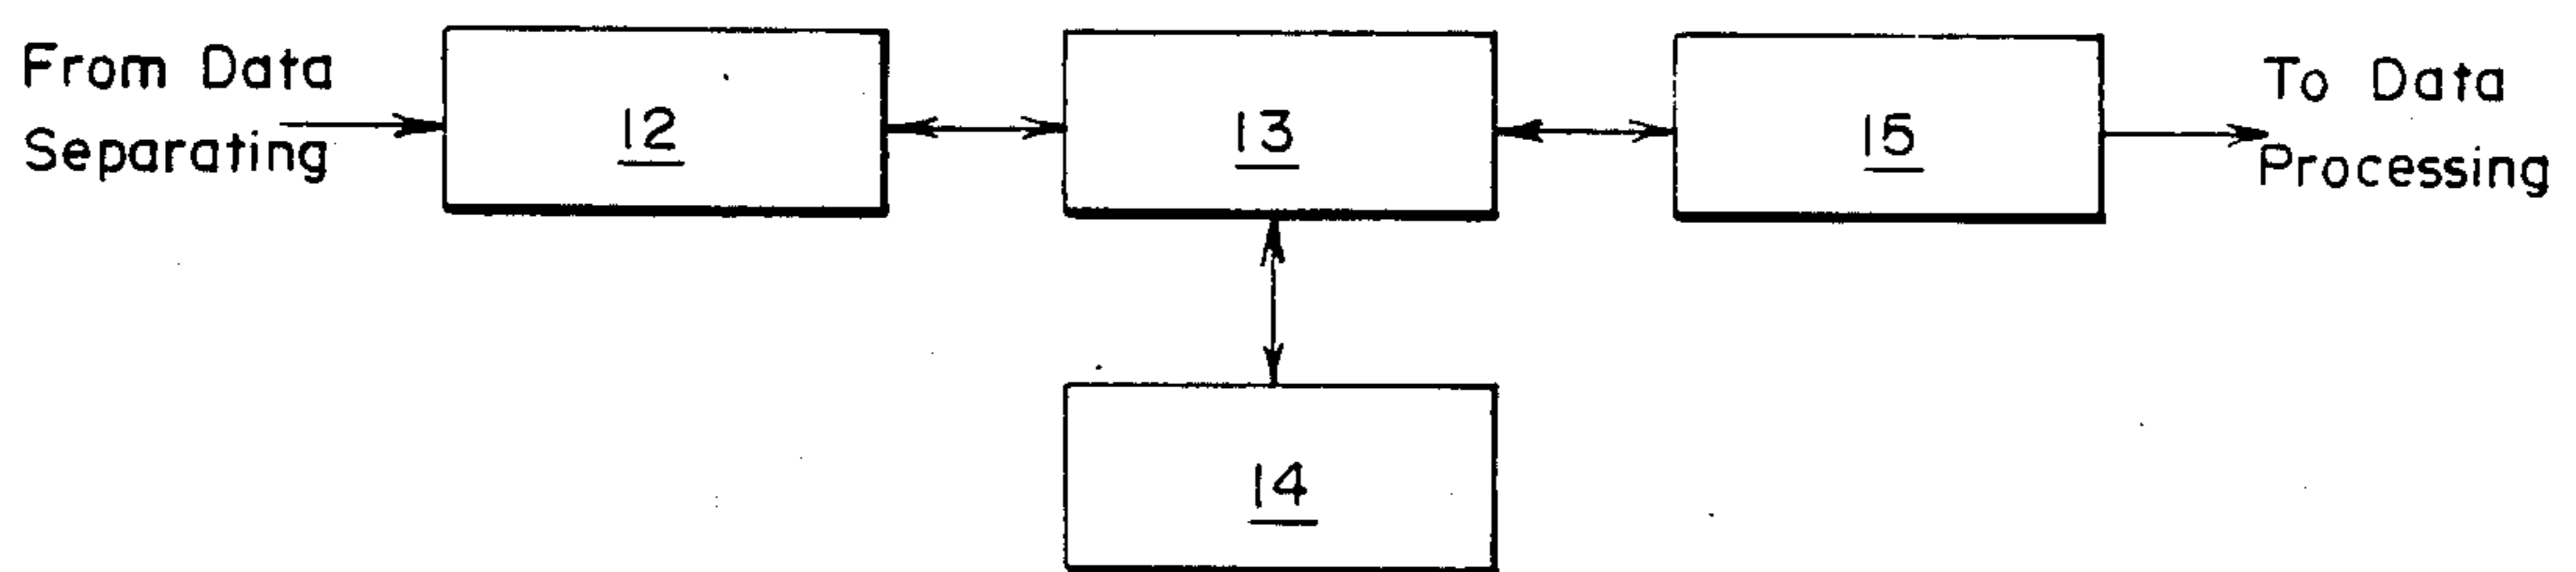 From Data
Separating
12
13
15
To Data
Processing
14